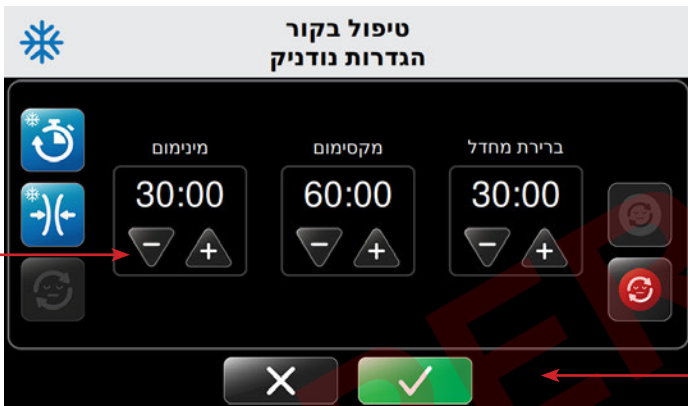 טיפול בקור
הגדרות נודניק
ברירת מחדל
מקסימום
מינימום
30:00
60:00
30:00